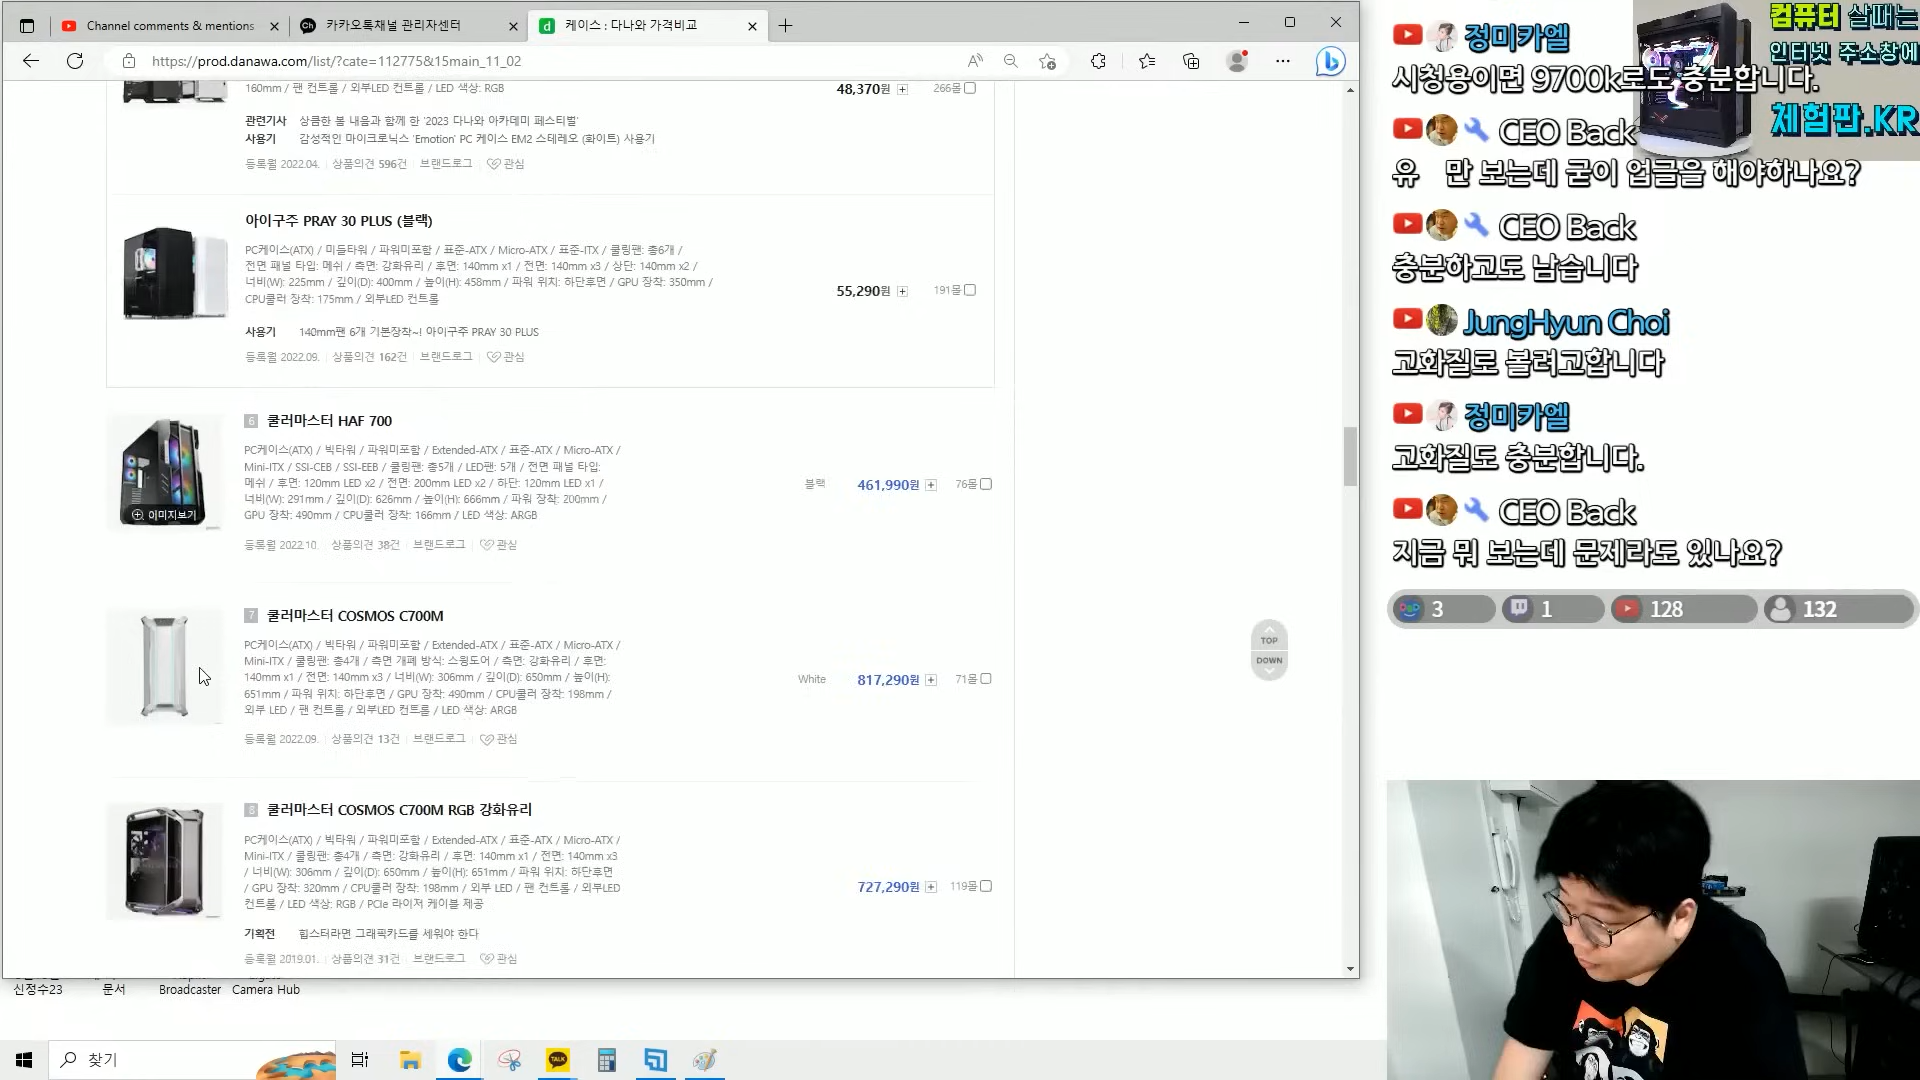 Channel comments & mentions
카카오톡채널 관리자센터
케이스 : 다나와 가격비교
https://prod.danawa.com/list/?cate=112775&15main_11_02
160mm / 팬 컨트롤 / 외부LED 컨트롤 / LED 색상: RGB
48,370원
266몰
관련기사 상큼한 봄 내음과 함께 한 '2023 다나와 아카데미 페스티벌'
사용기 감성적인 마이크로닉스 'Emotion' PC 케이스 EM2 스테레오 (화이트) 사용기
등록월 2022.04. 상품의견 596건 브랜드로그 관심
아이구주 PRAY 30 PLUS (블랙)
PC케이스(ATX) / 미들타워 / 파워미포함 / 표준-ATX / Micro-ATX / 표준-ITX / 쿨링팬: 총6개 /
전면 패널 타입: 메쉬 / 측면: 강화유리 / 후면: 140mm x1 / 전면: 140mm x3 / 상단: 140mm x2 /
너비(W): 225mm / 깊이(D): 400mm / 높이(H): 458mm / 파워 위치: 하단후면 / GPU 장착: 350mm /
CPU쿨러 장착: 175mm / 외부LED 컨트롤
55,290원
191몰
사용기 140mm팬 6개 기본장착~! 아이구주 PRAY 30 PLUS
등록월 2022.09. 상품의견 162건 브랜드로그 관심
6 쿨러마스터 HAF 700
PC케이스(ATX) / 빅타워 / 파워미포함 / Extended-ATX / 표준-ATX / Micro-ATX /
Mini-ITX / SSI-CEB / SSI-EEB / 쿨링팬: 총5개 / LED팬: 5개 / 전면 패널 타입:
메쉬 / 후면: 120mm LED x2 / 전면: 200mm LED x2 / 하단: 120mm LED x1 /
너비(W): 291mm / 깊이(D): 626mm / 높이(H): 666mm / 파워 장착: 200mm /
GPU 장착: 490mm / CPU쿨러 장착: 166mm / LED 색상: ARGB
이미지보기
블랙 461,990원 76몰
등록월 2022.10. 상품의견 38건 브랜드로그 관심
7 쿨러마스터 COSMOS C700M
PC케이스(ATX) / 빅타워 / 파워미포함 / Extended-ATX / 표준-ATX / Micro-ATX /
Mini-ITX / 쿨링팬: 총4개 / 측면 개폐 방식: 스윙도어 / 측면: 강화유리 / 후면:
140mm x1 / 전면: 140mm x3 / 너비(W): 306mm / 깊이(D): 650mm / 높이(H):
651mm / 파워 위치: 하단후면 / GPU 장착: 490mm / CPU쿨러 장착: 198mm /
외부 LED / 팬 컨트롤 / 외부LED 컨트롤 / LED 색상: ARGB
White 817,290원 71몰
등록월 2022.09. 상품의견 13건 브랜드로그 관심
8 쿨러마스터 COSMOS C700M RGB 강화유리
PC케이스(ATX) / 빅타워 / 파워미포함 / Extended-ATX / 표준-ATX / Micro-ATX /
Mini-ITX / 쿨링팬: 총4개 / 측면: 강화유리 / 후면: 140mm x1 / 전면: 140mm x3
/ 너비(W): 306mm / 깊이(D): 650mm / 높이(H): 651mm / 파워 위치: 하단후면
/ GPU 장착: 320mm / CPU쿨러 장착: 198mm / 외부 LED / 팬 컨트롤 / 외부LED
컨트롤 / LED 색상: RGB / PCIe 라이저 케이블 제공
727,290원 119몰
기획전 힙스터라면 그래픽카드를 세워야 한다
등록월 2019.01. 상품의견 31건 브랜드로그 관심
TOP
DOWN
신정수23 문서 Broadcaster Camera Hub
찾기
TALK
컴퓨터 살때는
인터넷 주소창에
체험판.KR
정미카엘
시청용이면 9700k로도 충분합니다.
CEO Back
유 만 보는데 굳이 업글을 해야하나요?
CEO Back
충분하고도 남습니다
JungHyun Choi
고화질로 볼려고합니다
정미카엘
고화질도 충분합니다.
CEO Back
지금 뭐 보는데 문제라도 있나요?
3 1 128 132